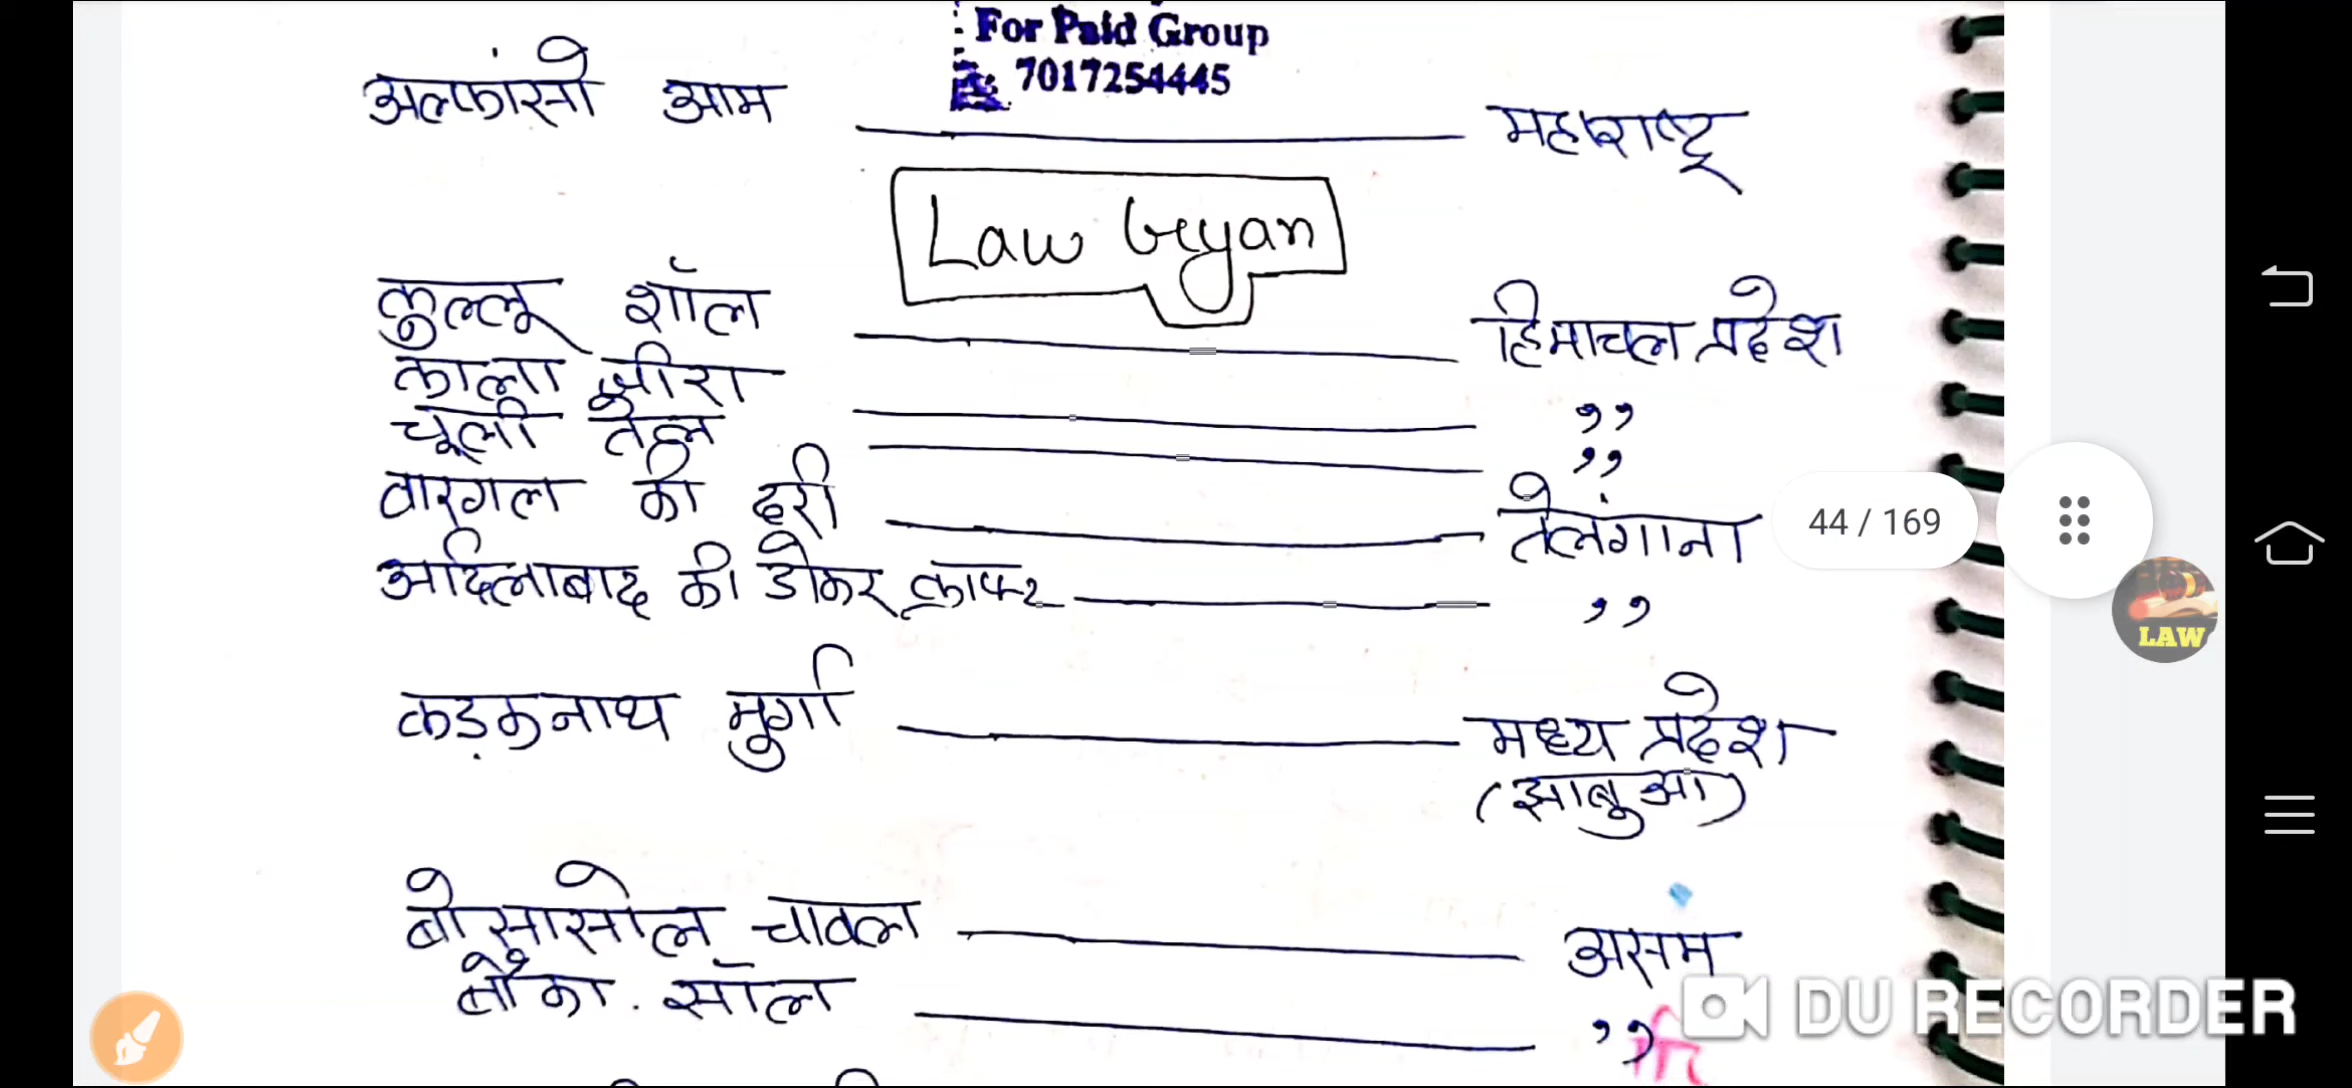 For Paid Group
7017254445
अल्फांसो आम महाराष्ट्र
Law Gyan
कुल्लू शॉल हिमाचल प्रदेश
काला जीरा ,,
चूली तेल ,,
वारंगल की दरी तेलंगाना
44 / 169
आदिलाबाद की डोकर क्राफ्ट ,,
LAW
कड़कनाथ मुर्गा मध्य प्रदेश
(झाबुआ)
बोसासोल चावल असम
बोका सॉल ,,
DU RECORDER